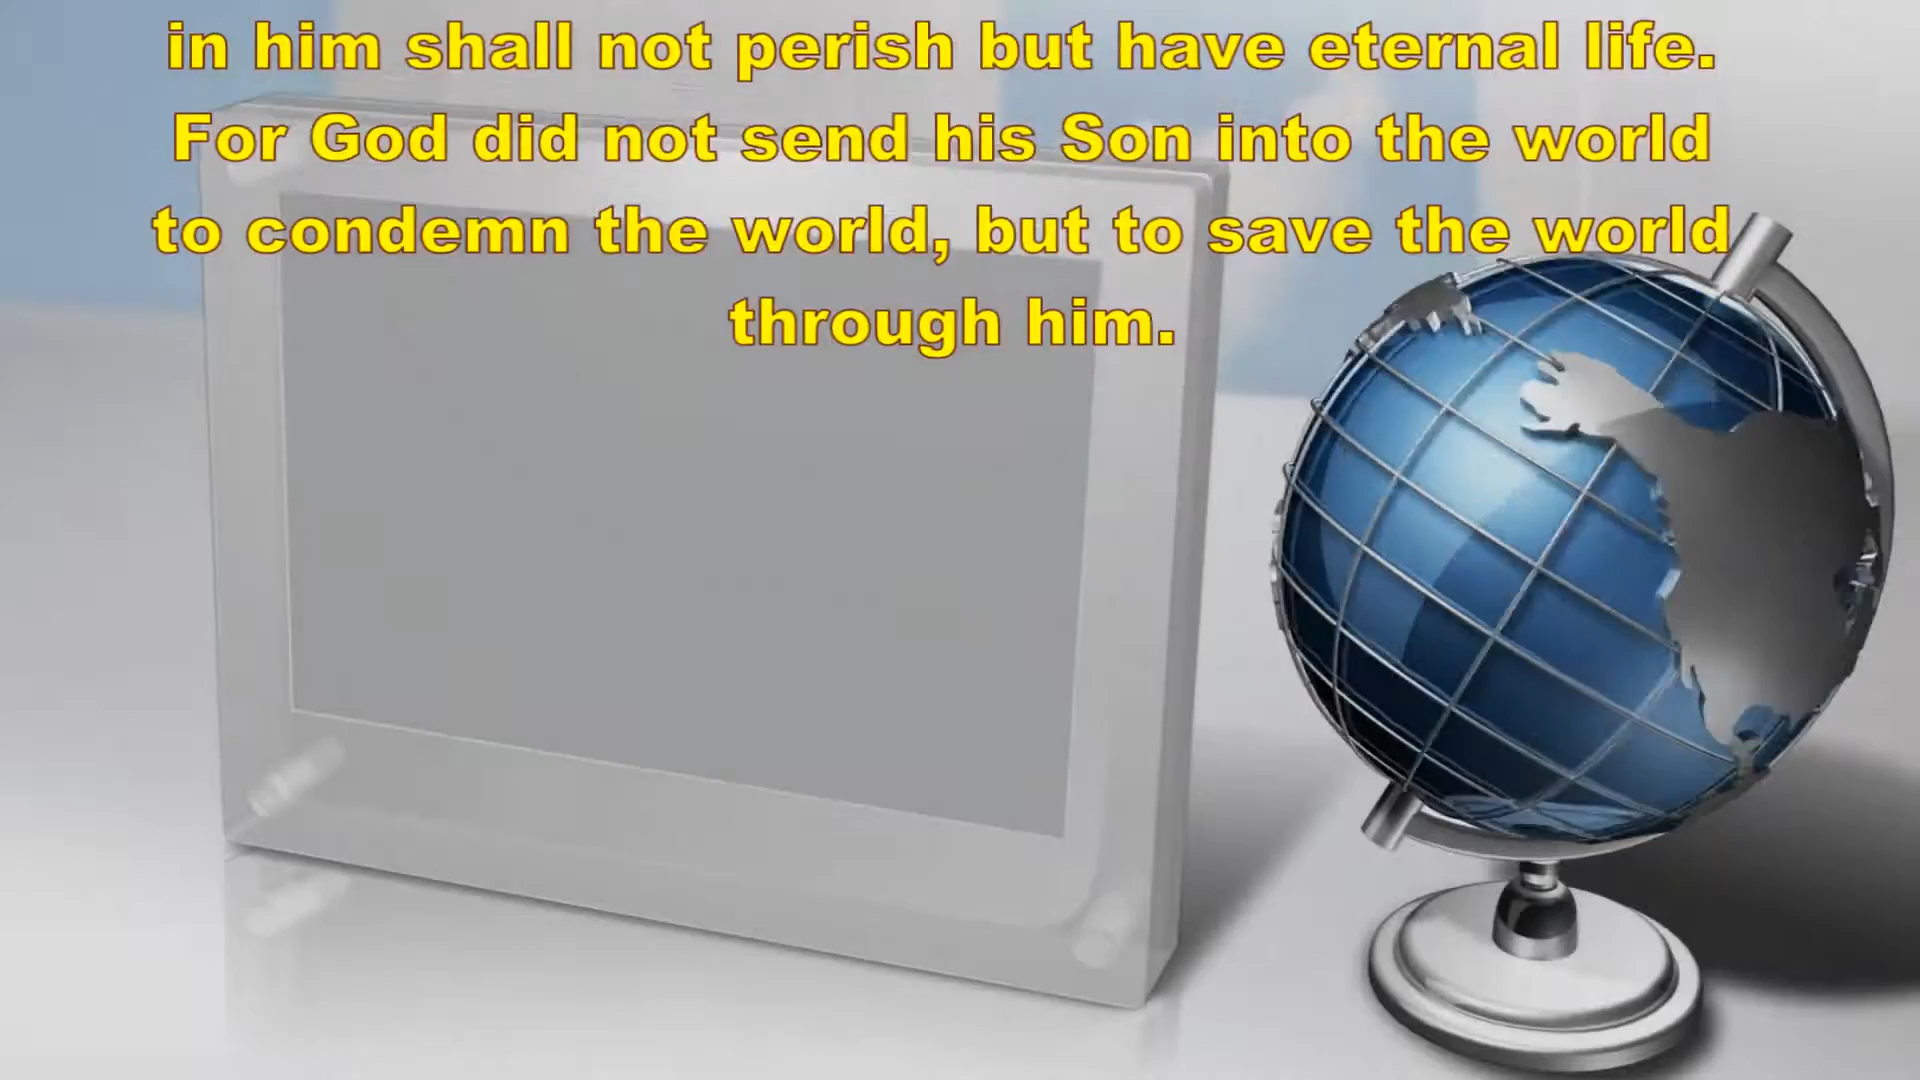 in him shall not perish but have eternal life.
For God did not send his Son into the world
to condemn the world, but to save the world
through him.